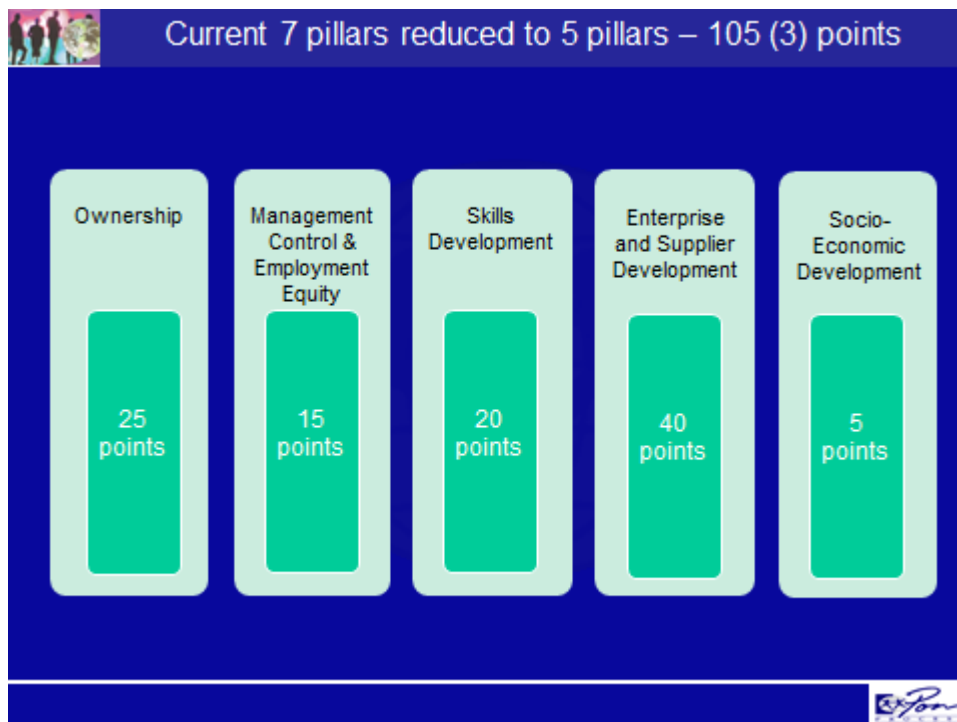 Current 7 pillars reduced to 5 pillars – 105 (3) points
Ownership
25
points
Management
Control &
Employment
Equity
15
points
Skills
Development
20
points
Enterprise
and Supplier
Development
40
points
Socio-
Economic
Development
5
points